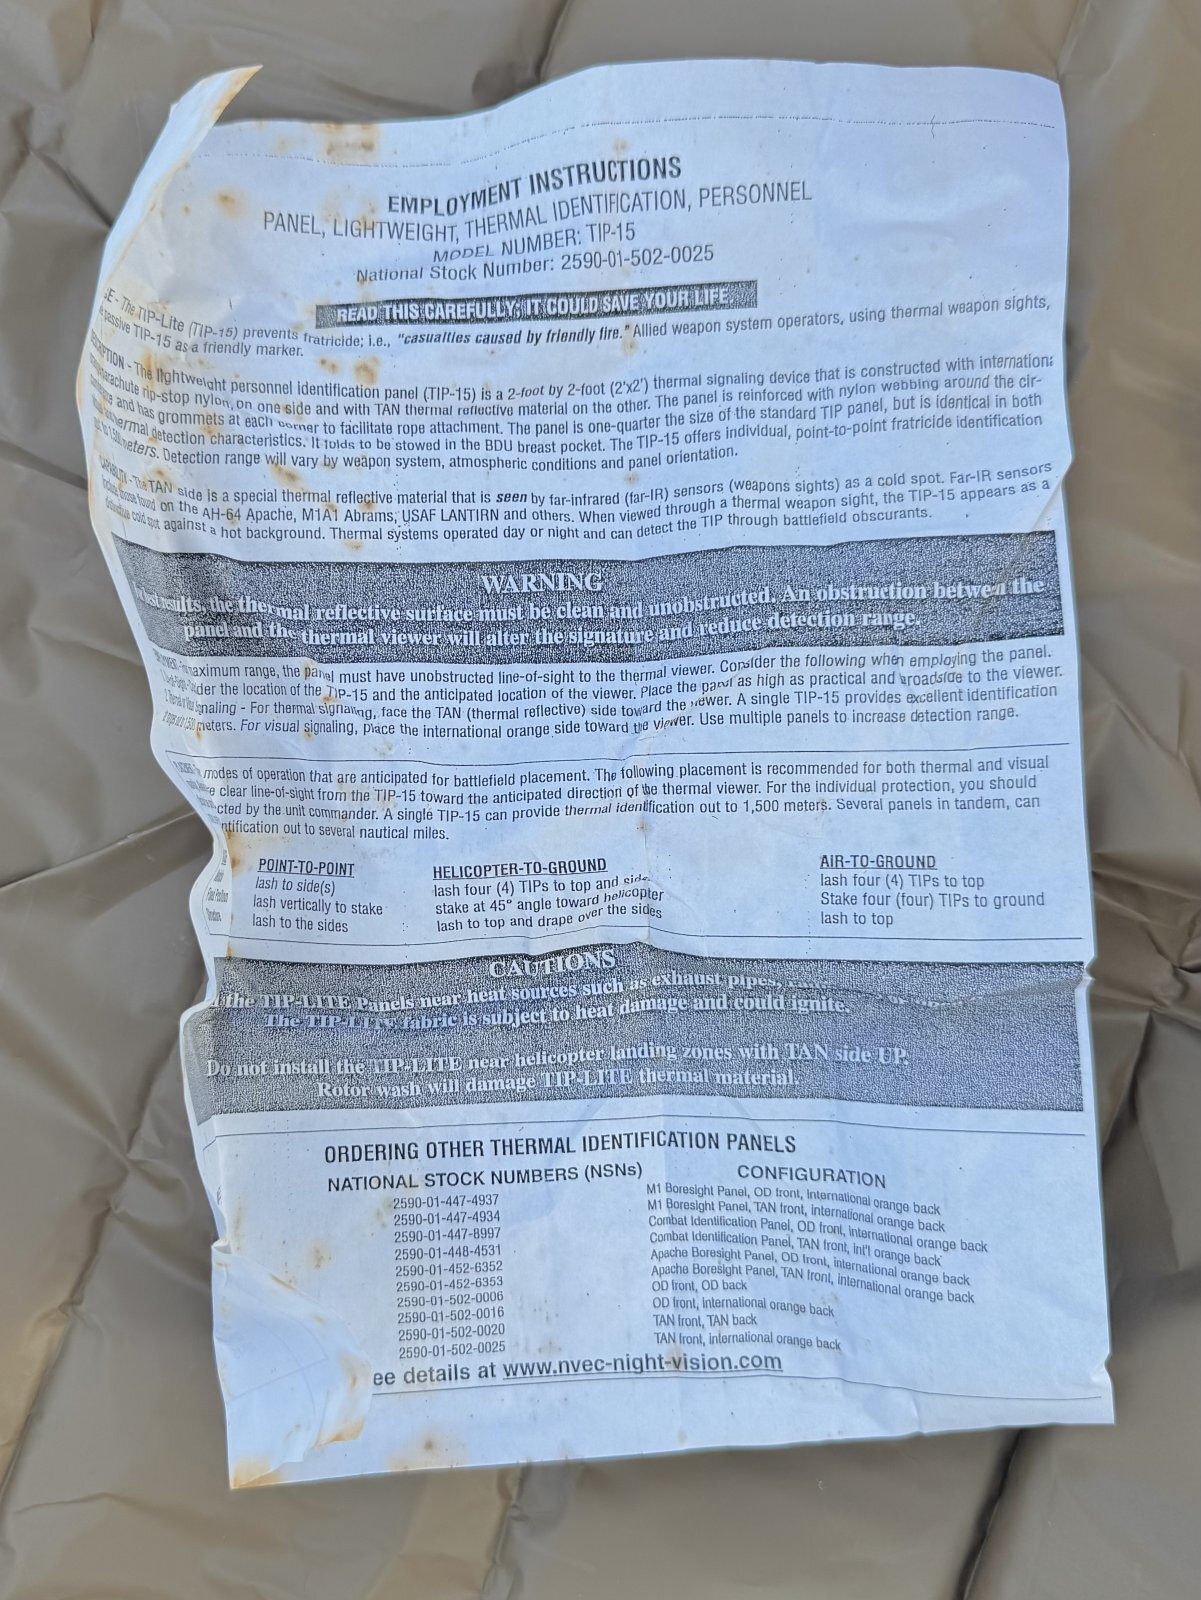 EMPLOYMENT INSTRUCTIONS
PANEL, LIGHTWEIGHT, THERMAL IDENTIFICATION, PERSONNEL
MODEL NUMBER: TIP-15
National Stock Number: 2590-01-502-0025
READ THIS CAREFULLY: IT COULD SAVE YOUR LIFE
The TIP-Lite (TIP-15) prevents fratricide; i.e., "casualties caused by friendly fire." Allied weapon system operators, using thermal weapon sights,
passive TIP-15 as a friendly marker.
The lightweight personnel identification panel (TIP-15) is a 2-foot by 2-foot (2'x2') thermal signaling device that is constructed with internation:
parachute rip-stop nylon, on one side and with TAN thermal reflective material on the other. The panel is reinforced with nylon webbing around the cir-
and has grommets at each corner to facilitate rope attachment. The panel is one-quarter the size of the standard TIP panel, but is identical in both
thermal detection characteristics. It folds to be stowed in the BDU breast pocket. The TIP-15 offers individual, point-to-point fratricide identification
meters. Detection range will vary by weapon system, atmospheric conditions and panel orientation.
The TAN side is a special thermal reflective material that is seen by far-infrared (far-IR) sensors (weapons sights) as a cold spot. Far-IR sensors
found on the AH-64 Apache, M1A1 Abrams, USAF LANTIRN and others. When viewed through a thermal weapon sight, the TIP-15 appears as a
cold spot against a hot background. Thermal systems operated day or night and can detect the TIP through battlefield obscurants.
WARNING
results, the thermal reflective surface must be clean and unobstructed. An obstruction between the
panel and the thermal viewer will alter the signature and reduce detection range.
maximum range, the panel must have unobstructed line-of-sight to the thermal viewer. Consider the following when employing the panel.
the location of the TIP-15 and the anticipated location of the viewer. Place the panel as high as practical and broadside to the viewer.
Signaling - For thermal signaling, face the TAN (thermal reflective) side toward the viewer. A single TIP-15 provides excellent identification
meters. For visual signaling, place the international orange side toward the viewer. Use multiple panels to increase detection range.
modes of operation that are anticipated for battlefield placement. The following placement is recommended for both thermal and visual
clear line-of-sight from the TIP-15 toward the anticipated direction of the thermal viewer. For the individual protection, you should
cted by the unit commander. A single TIP-15 can provide thermal identification out to 1,500 meters. Several panels in tandem, can
ntification out to several nautical miles.
POINT-TO-POINT HELICOPTER-TO-GROUND AIR-TO-GROUND
lash to side(s) lash four (4) TIPs to top and side lash four (4) TIPs to top
lash vertically to stake stake at 45° angle toward helicopter Stake four (four) TIPs to ground
lash to the sides lash to top and drape over the sides lash to top
CAUTIONS
the TIP-LITE Panels near heat sources such as exhaust pipes,
The TIP-LITE fabric is subject to heat damage and could ignite.
Do not install the TIP-LITE near helicopter landing zones with TAN side UP.
Rotor wash will damage TIP-LITE thermal material.
ORDERING OTHER THERMAL IDENTIFICATION PANELS
NATIONAL STOCK NUMBERS (NSNs) CONFIGURATION
2590-01-447-4937 M1 Boresight Panel, OD front, International orange back
2590-01-447-4934 M1 Boresight Panel, TAN front, international orange back
2590-01-447-8997 Combat Identification Panel, OD front, international orange back
2590-01-448-4531 Combat Identification Panel, TAN front, Int'l orange back
2590-01-452-6352 Apache Boresight Panel, OD front, international orange back
2590-01-452-6353 Apache Boresight Panel, TAN front, International orange back
2590-01-502-0006 OD front, OD back
2590-01-502-0016 OD front, International orange back
2590-01-502-0020 TAN front, TAN back
2590-01-502-0025 TAN front, international orange back
ee details at www.nvec-night-vision.com